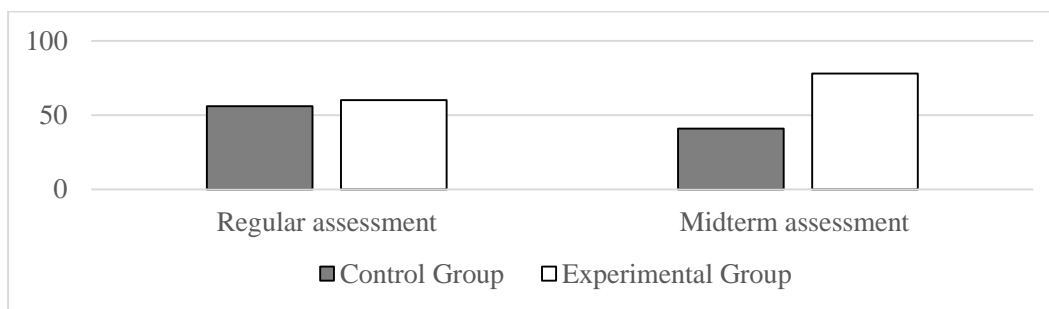 100
50
0
Regular assessment
Midterm assessment
Control Group
Experimental Group